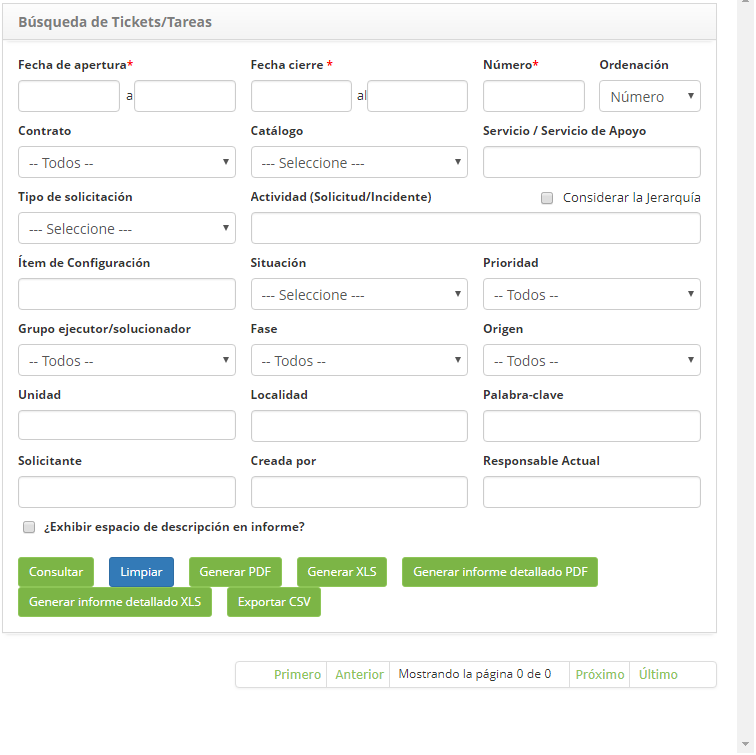 Búsqueda de Tickets/Tareas
Fecha de apertura* Fecha cierre * Número* Ordenación
a al Número
Contrato Catálogo Servicio / Servicio de Apoyo
-- Todos -- --- Seleccione ---
Tipo de solicitación Actividad (Solicitud/Incidente) Considerar la Jerarquía
--- Seleccione ---
Ítem de Configuración Situación Prioridad
--- Seleccione --- -- Todos --
Grupo ejecutor/solucionador Fase Origen
-- Todos -- -- Todos -- -- Todos --
Unidad Localidad Palabra-clave
Solicitante Creada por Responsable Actual
¿Exhibir espacio de descripción en informe?
Consultar Limpiar Generar PDF Generar XLS Generar informe detallado PDF
Generar informe detallado XLS Exportar CSV
Primero Anterior Mostrando la página 0 de 0 Próximo Último